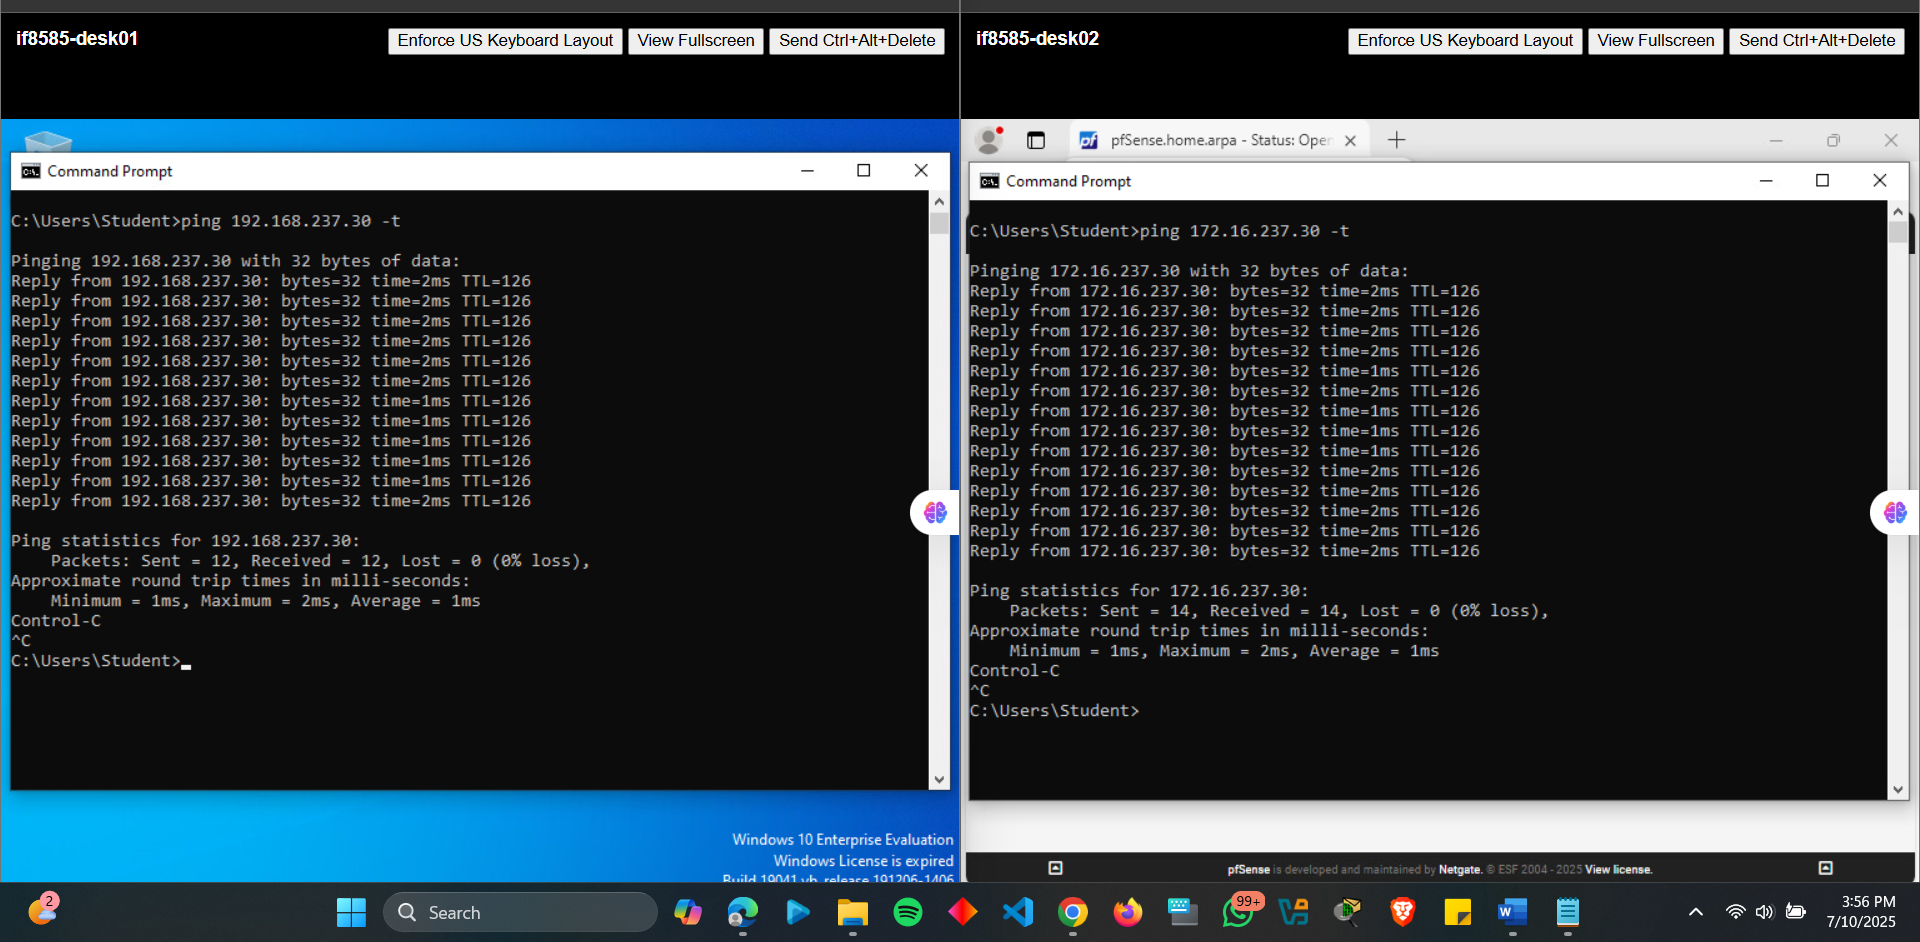 if8585-desk01
Enforce US Keyboard Layout
View Fullscreen
Send Ctrl+Alt+Delete
Command Prompt
C:\Users\Student>ping 192.168.237.30 -t
Pinging 192.168.237.30 with 32 bytes of data:
Reply from 192.168.237.30: bytes=32 time=2ms TTL=126
Reply from 192.168.237.30: bytes=32 time=2ms TTL=126
Reply from 192.168.237.30: bytes=32 time=2ms TTL=126
Reply from 192.168.237.30: bytes=32 time=2ms TTL=126
Reply from 192.168.237.30: bytes=32 time=2ms TTL=126
Reply from 192.168.237.30: bytes=32 time=2ms TTL=126
Reply from 192.168.237.30: bytes=32 time=1ms TTL=126
Reply from 192.168.237.30: bytes=32 time=1ms TTL=126
Reply from 192.168.237.30: bytes=32 time=1ms TTL=126
Reply from 192.168.237.30: bytes=32 time=1ms TTL=126
Reply from 192.168.237.30: bytes=32 time=1ms TTL=126
Reply from 192.168.237.30: bytes=32 time=2ms TTL=126
Ping statistics for 192.168.237.30:
Packets: Sent = 12, Received = 12, Lost = 0 (0% loss),
Approximate round trip times in milli-seconds:
Minimum = 1ms, Maximum = 2ms, Average = 1ms
Control-C
^C
C:\Users\Student>_
Windows 10 Enterprise Evaluation
Windows License is expired
Build 19041.vb_release.191206-1406
if8585-desk02
Enforce US Keyboard Layout
View Fullscreen
Send Ctrl+Alt+Delete
pf
pfSense.home.arpa - Status: Open
Command Prompt
C:\Users\Student>ping 172.16.237.30 -t
Pinging 172.16.237.30 with 32 bytes of data:
Reply from 172.16.237.30: bytes=32 time=2ms TTL=126
Reply from 172.16.237.30: bytes=32 time=2ms TTL=126
Reply from 172.16.237.30: bytes=32 time=2ms TTL=126
Reply from 172.16.237.30: bytes=32 time=2ms TTL=126
Reply from 172.16.237.30: bytes=32 time=1ms TTL=126
Reply from 172.16.237.30: bytes=32 time=2ms TTL=126
Reply from 172.16.237.30: bytes=32 time=1ms TTL=126
Reply from 172.16.237.30: bytes=32 time=1ms TTL=126
Reply from 172.16.237.30: bytes=32 time=1ms TTL=126
Reply from 172.16.237.30: bytes=32 time=2ms TTL=126
Reply from 172.16.237.30: bytes=32 time=2ms TTL=126
Reply from 172.16.237.30: bytes=32 time=2ms TTL=126
Reply from 172.16.237.30: bytes=32 time=2ms TTL=126
Reply from 172.16.237.30: bytes=32 time=2ms TTL=126
Ping statistics for 172.16.237.30:
Packets: Sent = 14, Received = 14, Lost = 0 (0% loss),
Approximate round trip times in milli-seconds:
Minimum = 1ms, Maximum = 2ms, Average = 1ms
Control-C
^C
C:\Users\Student>
pfSense is developed and maintained by Netgate. © ESF 2004 - 2025 View license.
2
Search
99+
3:56 PM
7/10/2025